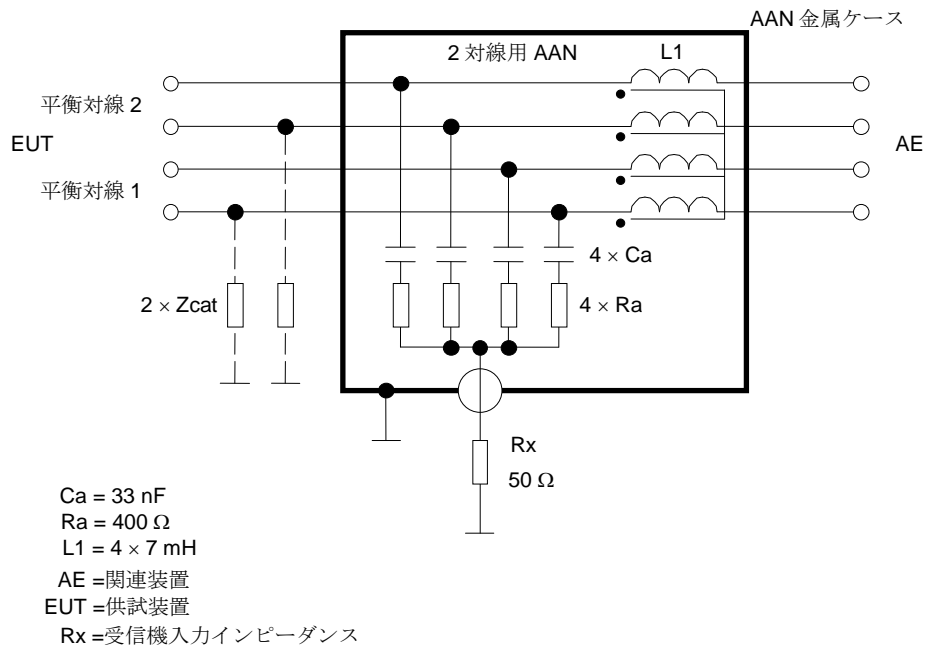 AAN 金属ケース
2 対線用 AAN
L1
平衡対線 2
EUT
AE
平衡対線 1
4 × Ca
2 × Zcat
4 × Ra
Rx
50 Ω
Ca = 33 nF
Ra = 400 Ω
L1 = 4 × 7 mH
AE =関連装置
EUT =供試装置
Rx =受信機入力インピーダンス